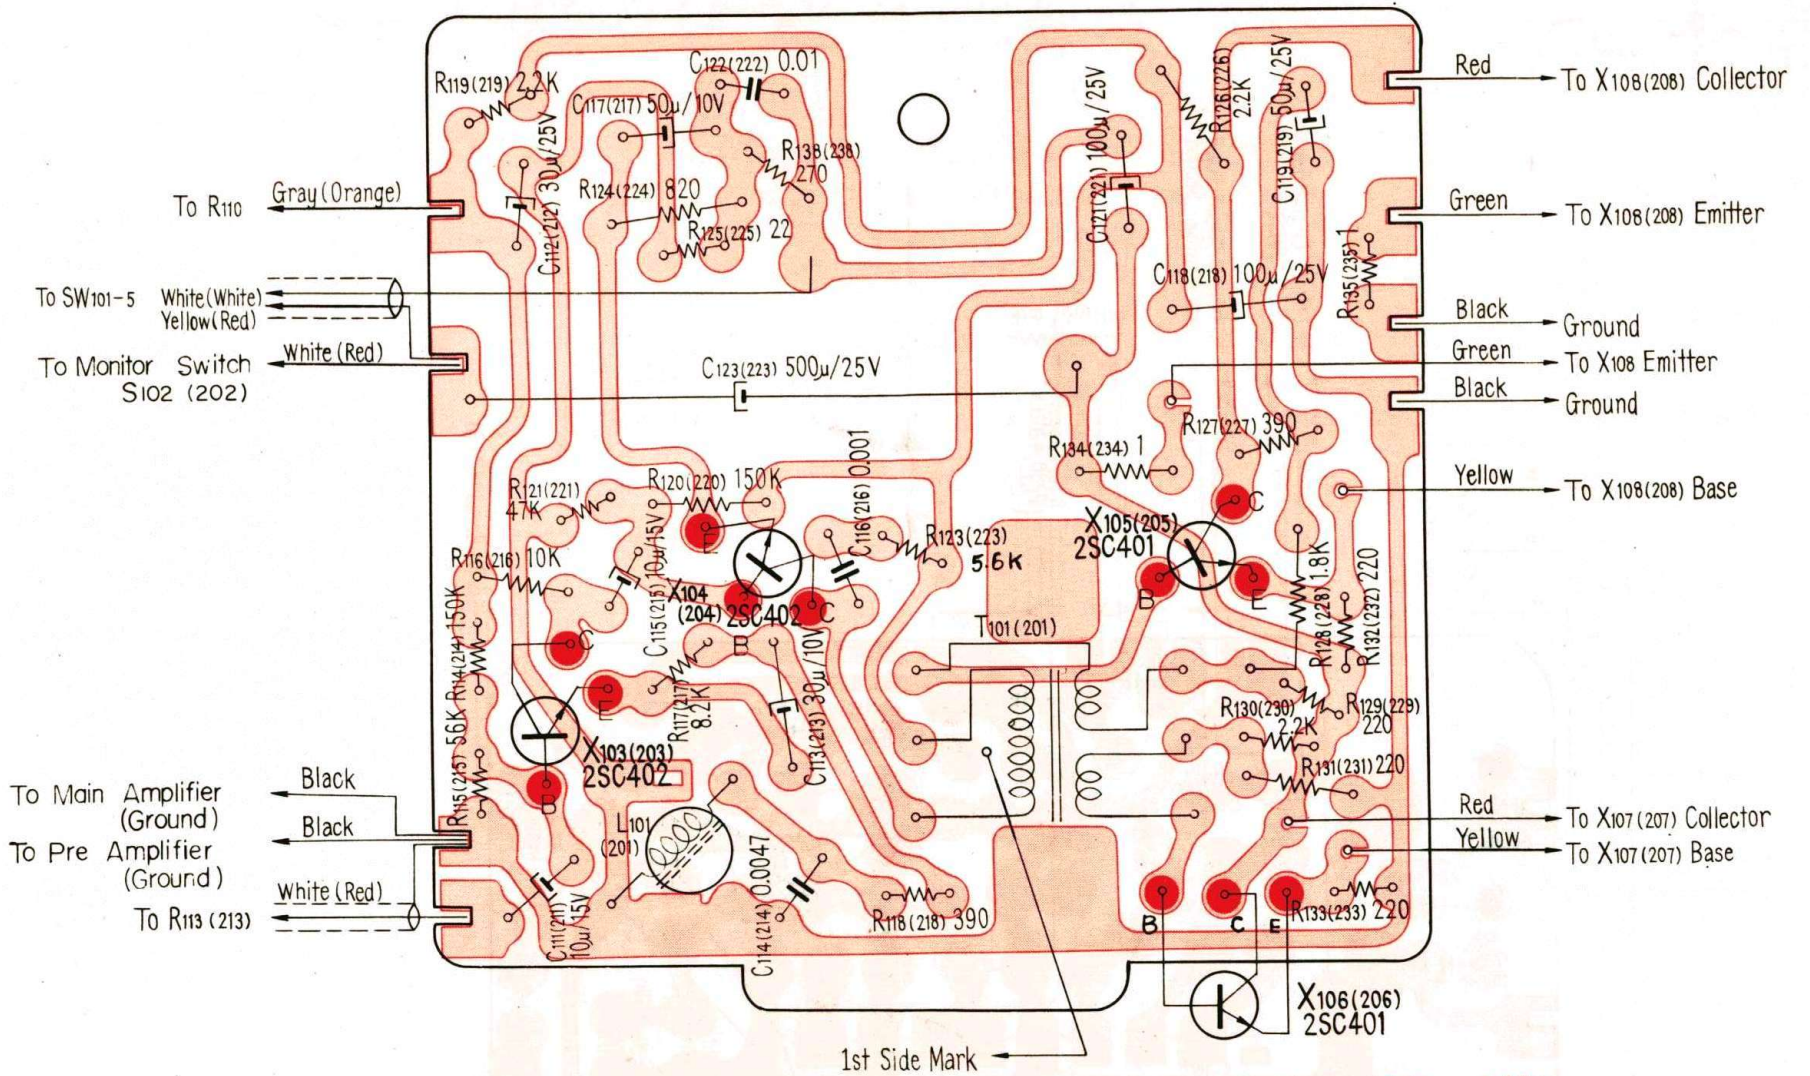 R119(219) 2.2K
C122(222) 0.01
C117(217) 50μ/10V
C112(212) 30μ/25V
R138(238)
270
R124(224) 820
R125(225) 22
C121(221) 100μ/25V
R126(226)
2.2K
C119(219) 50μ/25V
C118(218) 100μ/25V
R135(235) 1
Red
To X108(208) Collector
Green
To X108(208) Emitter
Black
Ground
Green
To X108 Emitter
Black
Ground
Yellow
To X108(208) Base
To R110
Gray(Orange)
To SW101-5
White(White)
Yellow(Red)
To Monitor Switch
S102 (202)
White(Red)
C123(223) 500μ/25V
R134(234) 1
R127(227) 390
R121(221)
47K
R120(220) 150K
C116(216) 0.001
R123(223)
5.6K
X105(205)
2SC401
C
B
E
R116(216) 10K
C115(215) 10μ/15V
E
X104
(204) 2SC402
B
C
R114(214) 150K
C
E
R117(217)
8.2K
C113(213) 30μ/10V
T101(201)
R128(228) 1.8K
R132(232) 220
R130(230)
2.2K
R129(229)
220
R131(231) 220
X103(203)
2SC402
B
R115(215) 56K
L101
(201)
C114(214) 0.0047
C111(211)
10μ/15V
R118(218) 390
R133(233) 220
B
C
E
X106(206)
2SC401
To Main Amplifier
(Ground)
Black
To Pre Amplifier
(Ground)
Black
White(Red)
To R113 (213)
Red
To X107(207) Collector
Yellow
To X107(207) Base
1st Side Mark